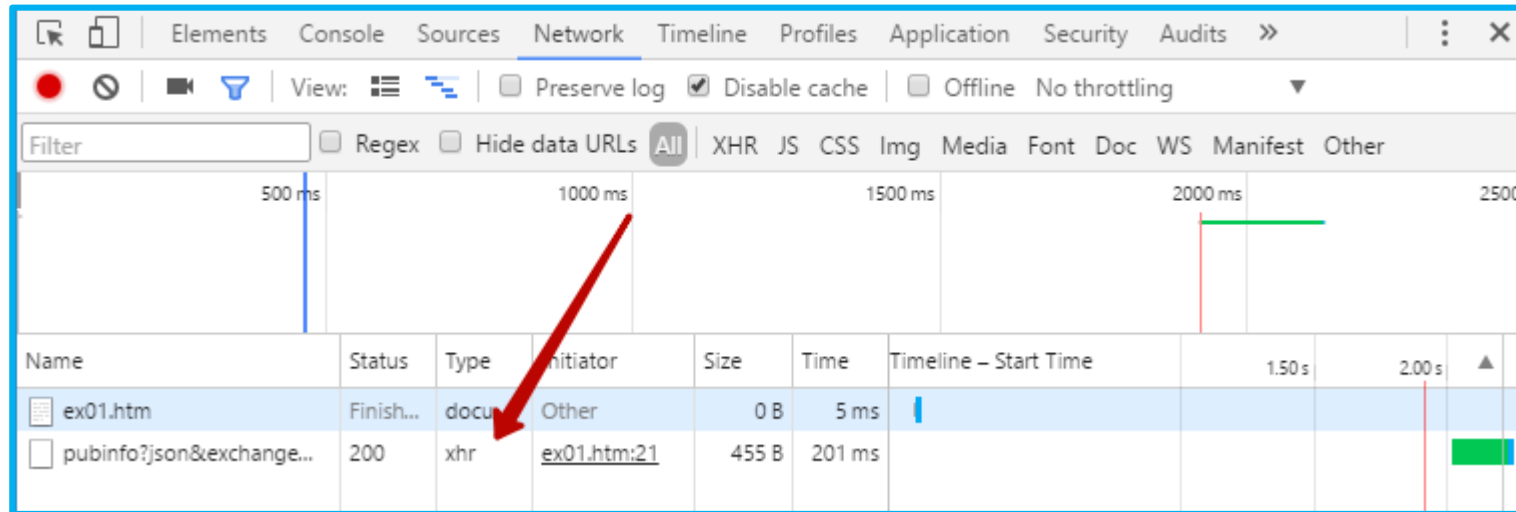 Elements Console Sources Network Timeline Profiles Application Security Audits »
View: Preserve log Disable cache Offline No throttling
Filter Regex Hide data URLs All XHR JS CSS Img Media Font Doc WS Manifest Other
500 ms 1000 ms 1500 ms 2000 ms 2500
Name Status Type Initiator Size Time Timeline – Start Time 1.50 s 2.00 s
ex01.htm Finish... docu Other 0 B 5 ms
pubinfo?json&exchange... 200 xhr ex01.htm:21 455 B 201 ms